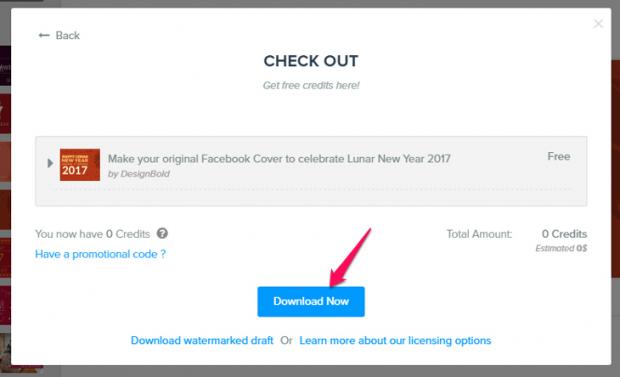 ← Back
CHECK OUT
Get free credits here!
HAPPY LUNAR
NEW YEAR
2017
Make your original Facebook Cover to celebrate Lunar New Year 2017
Free
by DesignBold
You now have 0 Credits ?
Total Amount: 0 Credits
Have a promotional code ?
Estimated 0$
Download Now
Download watermarked draft Or Learn more about our licensing options